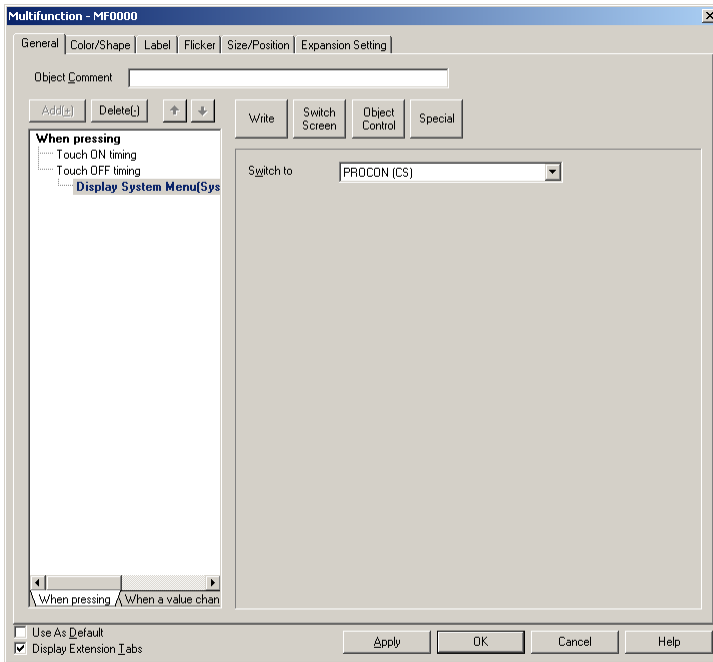 Multifunction - MF0000
General Color/Shape Label Flicker Size/Position Expansion Setting
Object Comment
Add(+) Delete(-)
Write Switch Screen Object Control Special
When pressing
Touch ON timing
Touch OFF timing
Display System Menu(Sys
Switch to PROCON (CS)
When pressing When a value chan
Use As Default
Display Extension Tabs
Apply OK Cancel Help